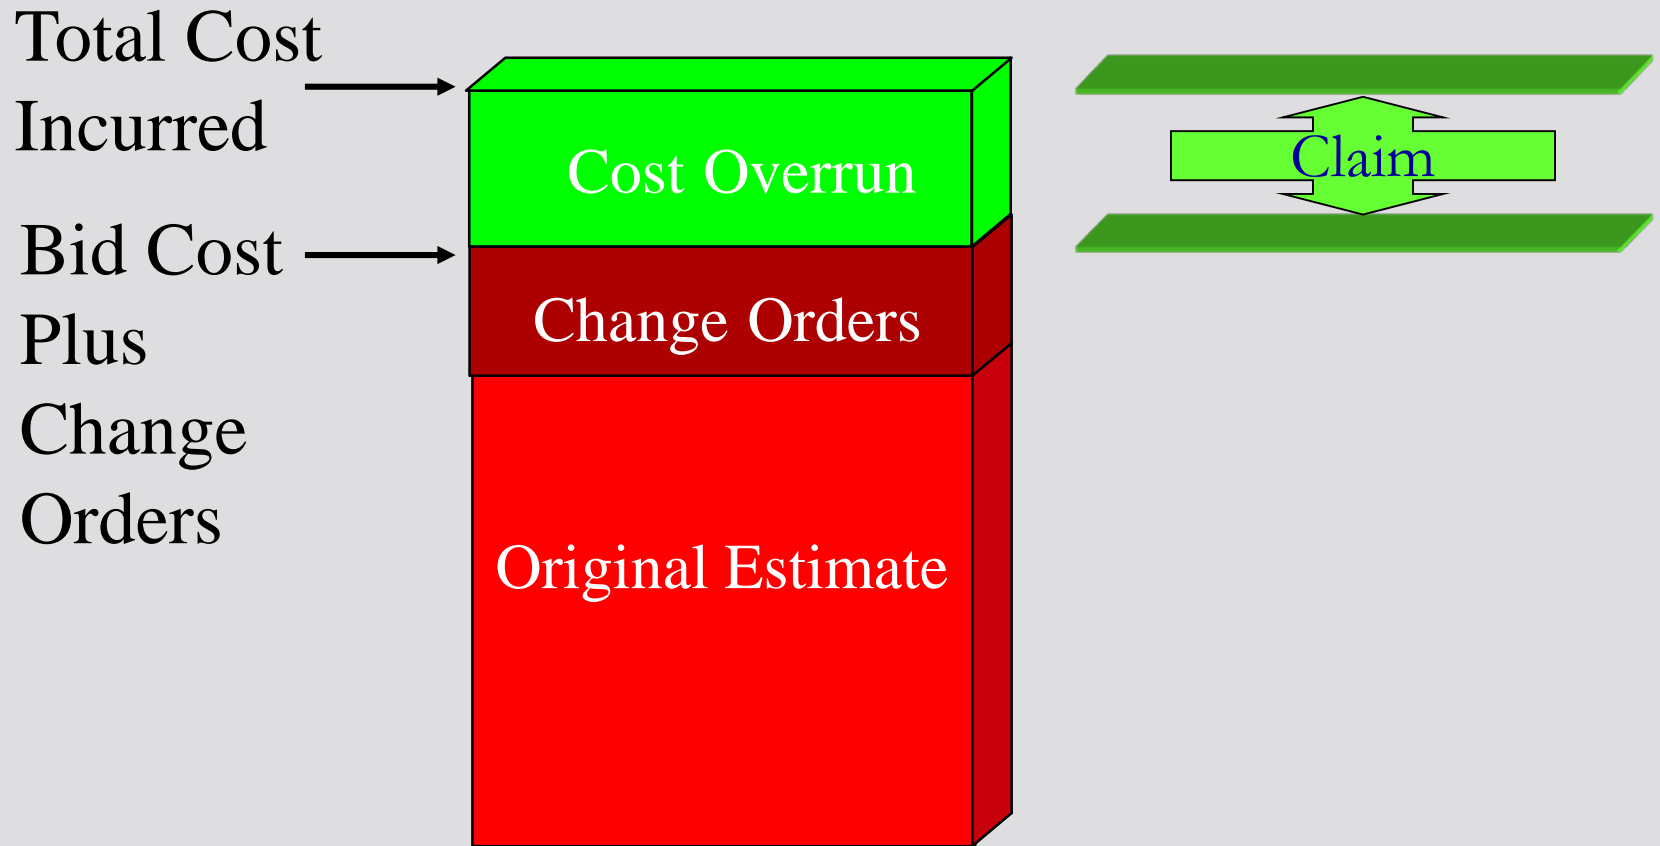 Total Cost
Incurred
Bid Cost
Plus
Change
Orders
Cost Overrun
Change Orders
Original Estimate
Claim